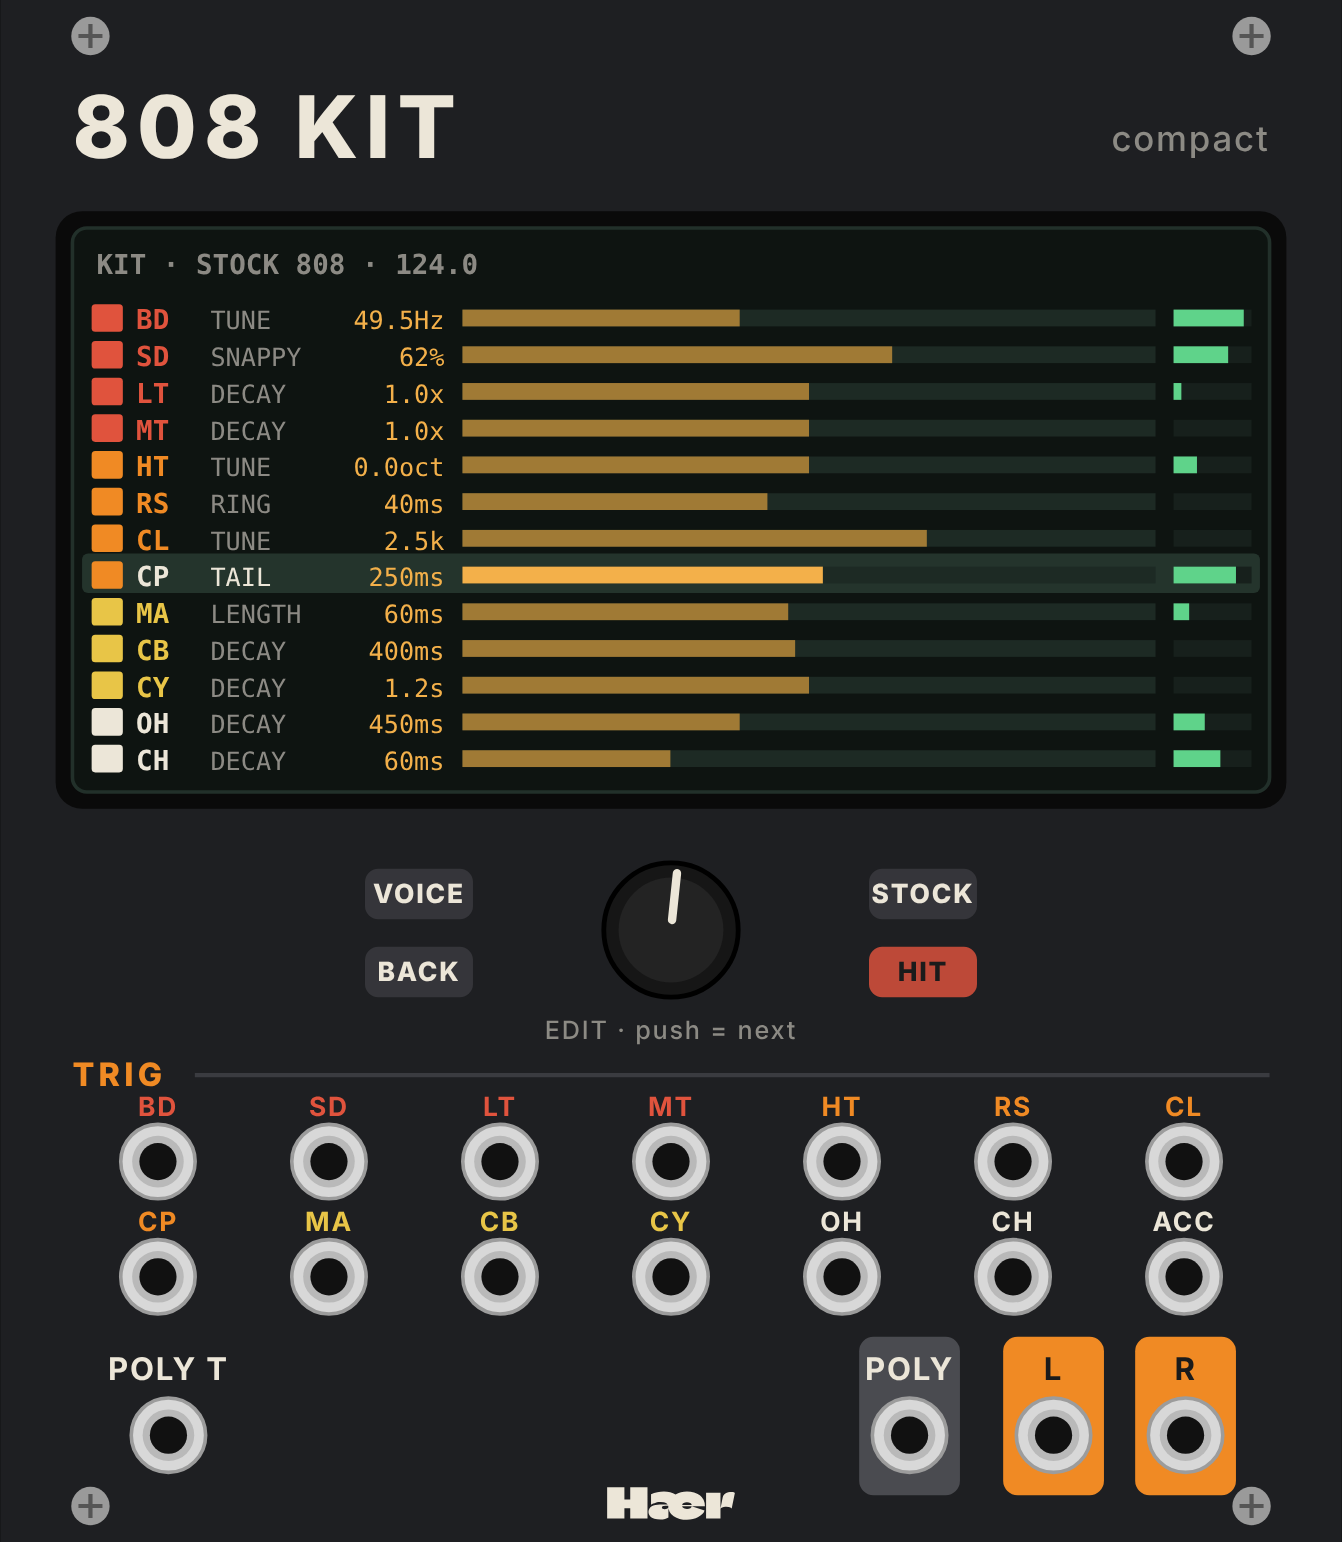 808 KIT
compact
KIT · STOCK 808 · 124.0
BD TUNE 49.5Hz
SD SNAPPY 62%
LT DECAY 1.0x
MT DECAY 1.0x
HT TUNE 0.0oct
RS RING 40ms
CL TUNE 2.5k
CP TAIL 250ms
MA LENGTH 60ms
CB DECAY 400ms
CY DECAY 1.2s
OH DECAY 450ms
CH DECAY 60ms
VOICE STOCK
BACK HIT
EDIT · push = next
TRIG
BD SD LT MT HT RS CL
CP MA CB CY OH CH ACC
POLY T POLY L R
Hær